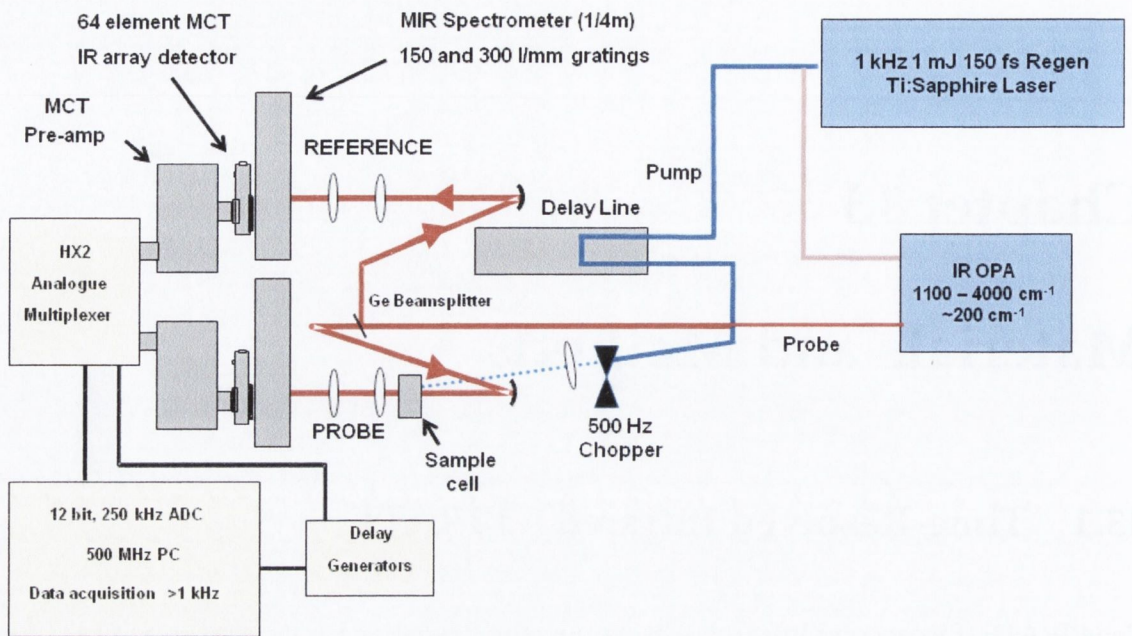 64 element MCT
IR array detector
MIR Spectrometer (1/4m)
150 and 300 l/mm gratings
1 kHz 1 mJ 150 fs Regen
Ti:Sapphire Laser
MCT
Pre-amp
REFERENCE
Pump
Delay Line
HX2
Analogue
Multiplexer
Ge Beamsplitter
IR OPA
1100 – 4000 cm⁻¹
~200 cm⁻¹
Probe
PROBE
500 Hz
Chopper
Sample
cell
12 bit, 250 kHz ADC
500 MHz PC
Data acquisition >1 kHz
Delay
Generators